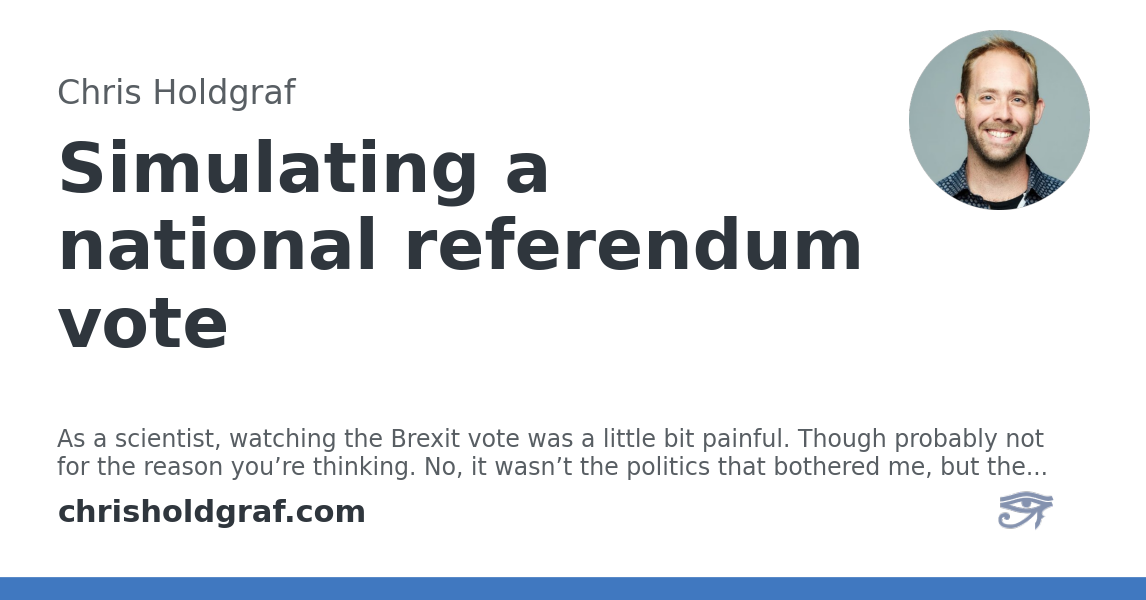 Chris Holdgraf
Simulating a
national referendum
vote
As a scientist, watching the Brexit vote was a little bit painful. Though probably not
for the reason you’re thinking. No, it wasn’t the politics that bothered me, but the...
chrisholdgraf.com